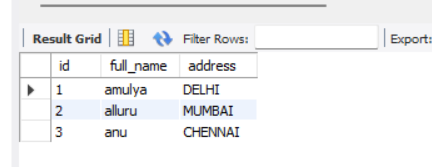 Result Grid Filter Rows: Export:
id full_name address
1 amulya DELHI
2 alluru MUMBAI
3 anu CHENNAI